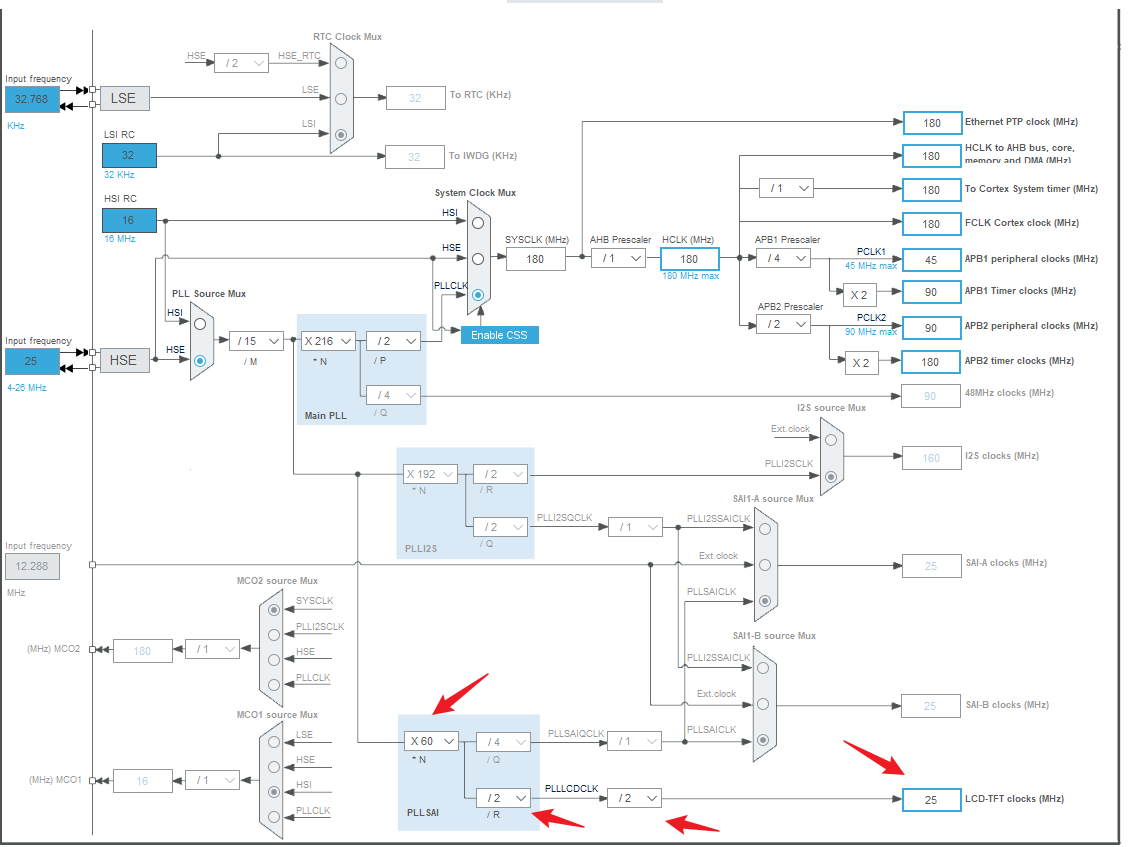 RTC Clock Mux
HSE
/ 2
HSE_RTC
Input frequency
32.768
KHz
LSE
LSE
32
To RTC (KHz)
LSI
LSI RC
32
32 KHz
32
To IWDG (KHz)
HSI RC
16
16 MHz
System Clock Mux
HSI
HSE
PLLCLK
Enable CSS
SYSCLK (MHz)
180
AHB Prescaler
/ 1
HCLK (MHz)
180
180 MHz max
180
Ethernet PTP clock (MHz)
180
HCLK to AHB bus, core,
memory and DMA (MHz)
/ 1
180
To Cortex System timer (MHz)
180
FCLK Cortex clock (MHz)
APB1 Prescaler
/ 4
PCLK1
45 MHz max
45
APB1 peripheral clocks (MHz)
X 2
90
APB1 Timer clocks (MHz)
APB2 Prescaler
/ 2
PCLK2
90 MHz max
90
APB2 peripheral clocks (MHz)
X 2
180
APB2 timer clocks (MHz)
PLL Source Mux
HSI
HSE
Input frequency
25
4-26 MHz
HSE
/ 15
/ M
X 216
* N
/ 2
/ P
/ 4
/ Q
Main PLL
90
48MHz clocks (MHz)
I2S source Mux
Ext.clock
PLLI2SCLK
160
I2S clocks (MHz)
X 192
* N
/ 2
/ R
/ 2
/ Q
PLLI2S
PLLI2SQCLK
/ 1
SAI1-A source Mux
PLLI2SSAICLK
Ext.clock
PLLSAICLK
25
SAI-A clocks (MHz)
Input frequency
12.288
MHz
SAI1-B source Mux
PLLI2SSAICLK
Ext.clock
PLLSAICLK
25
SAI-B clocks (MHz)
MCO2 source Mux
SYSCLK
PLLI2SCLK
HSE
PLLCLK
(MHz) MCO2
180
/ 1
MCO1 source Mux
LSE
HSE
HSI
PLLCLK
(MHz) MCO1
16
/ 1
X 60
* N
/ 4
/ Q
PLLSAIQCLK
/ 1
/ 2
/ R
PLLSAI
PLLLCDCLK
/ 2
25
LCD-TFT clocks (MHz)